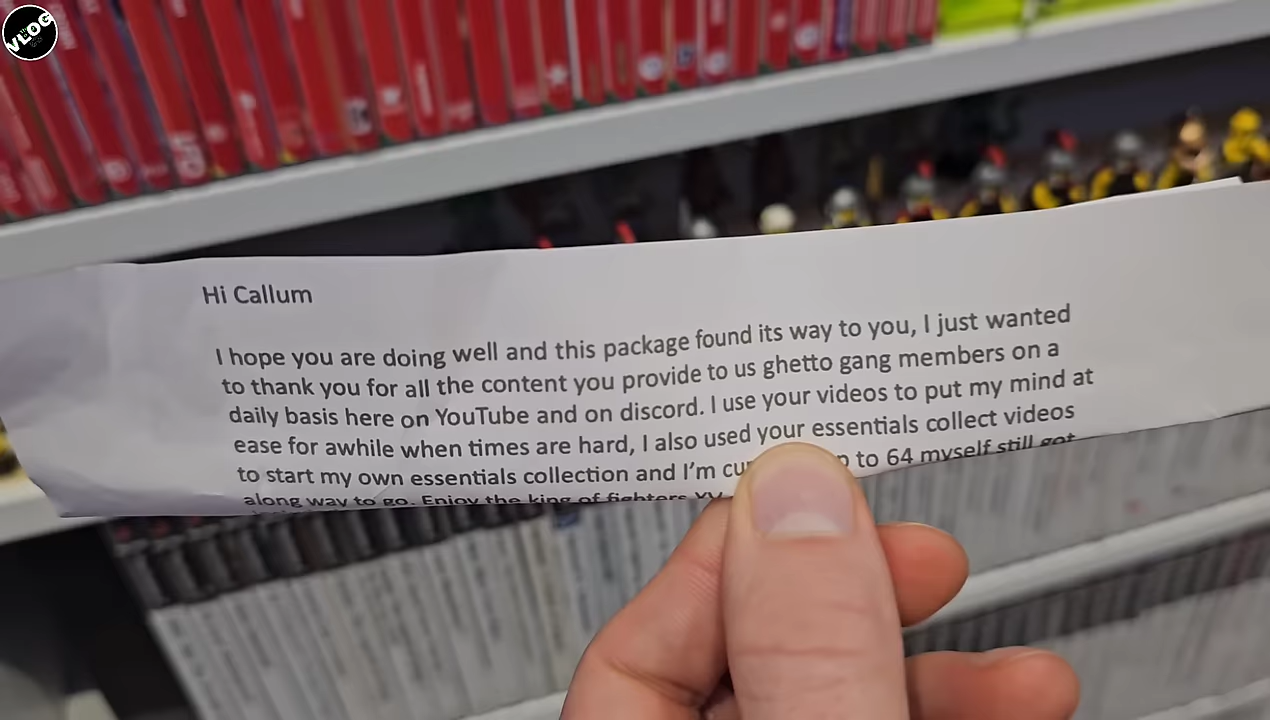 VLOG
Hi Callum
I hope you are doing well and this package found its way to you, I just wanted
to thank you for all the content you provide to us ghetto gang members on a
daily basis here on YouTube and on discord. I use your videos to put my mind at
ease for awhile when times are hard, I also used your essentials collect videos
to start my own essentials collection and I'm to 64 myself still got
along way to go. Enjoy the king of fighters XV